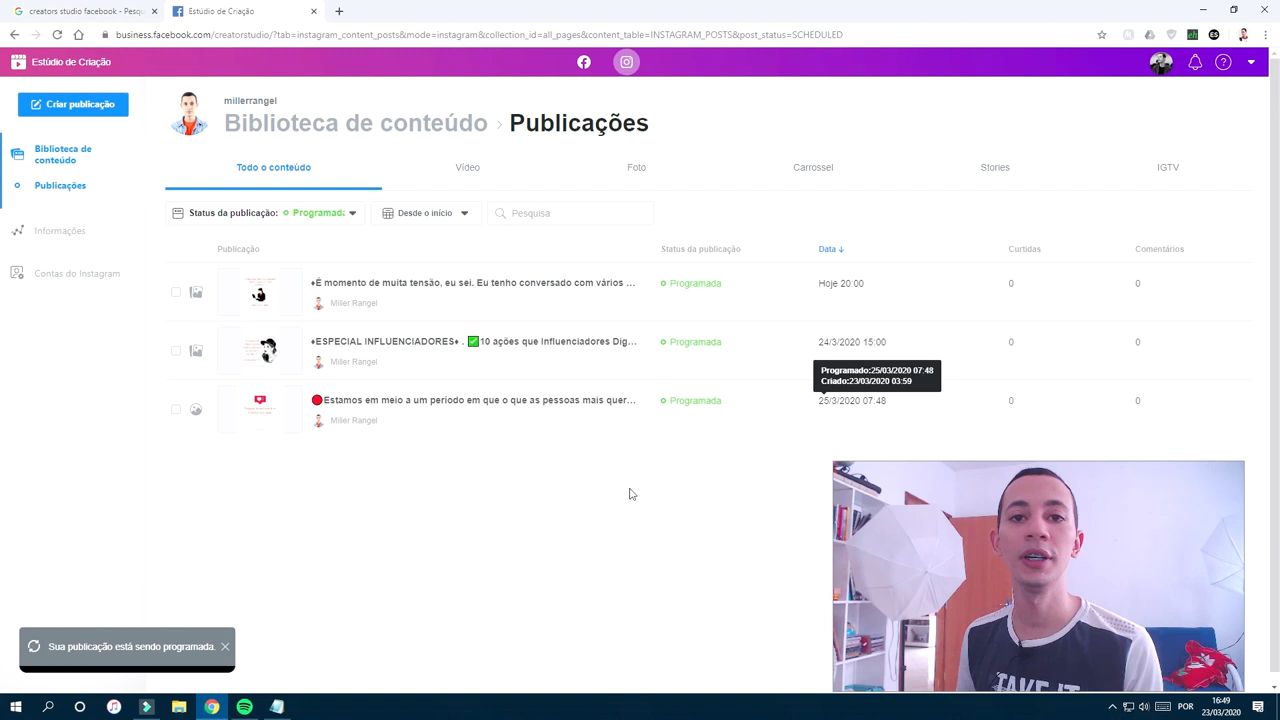 creators studio facebook - Pesqu
Estúdio de Criação
business.facebook.com/creatorstudio/?tab=instagram_content_posts&mode=instagram&collection_id=all_pages&content_table=INSTAGRAM_POSTS&post_status=SCHEDULED
Estúdio de Criação
Criar publicação
Biblioteca de
conteúdo
Publicações
Informações
Contas do Instagram
millerrangel
Biblioteca de conteúdo › Publicações
Todo o conteúdo Vídeo Foto Carrossel Stories IGTV
Status da publicação: Programada Desde o início Pesquisa
Publicação Status da publicação Data ↓ Curtidas Comentários
♦É momento de muita tensão, eu sei. Eu tenho conversado com vários ... Programada Hoje 20:00 0 0
Miller Rangel
♦ESPECIAL INFLUENCIADORES♦ . ✅10 ações que Influenciadores Dig... Programada 24/3/2020 15:00 0 0
Miller Rangel
Programado:25/03/2020 07:48
Criado:23/03/2020 03:59
🔴Estamos em meio a um período em que o que as pessoas mais quer... Programada 25/3/2020 07:48 0 0
Miller Rangel
Sua publicação está sendo programada.
TAKE IT
POR
16:49
23/03/2020